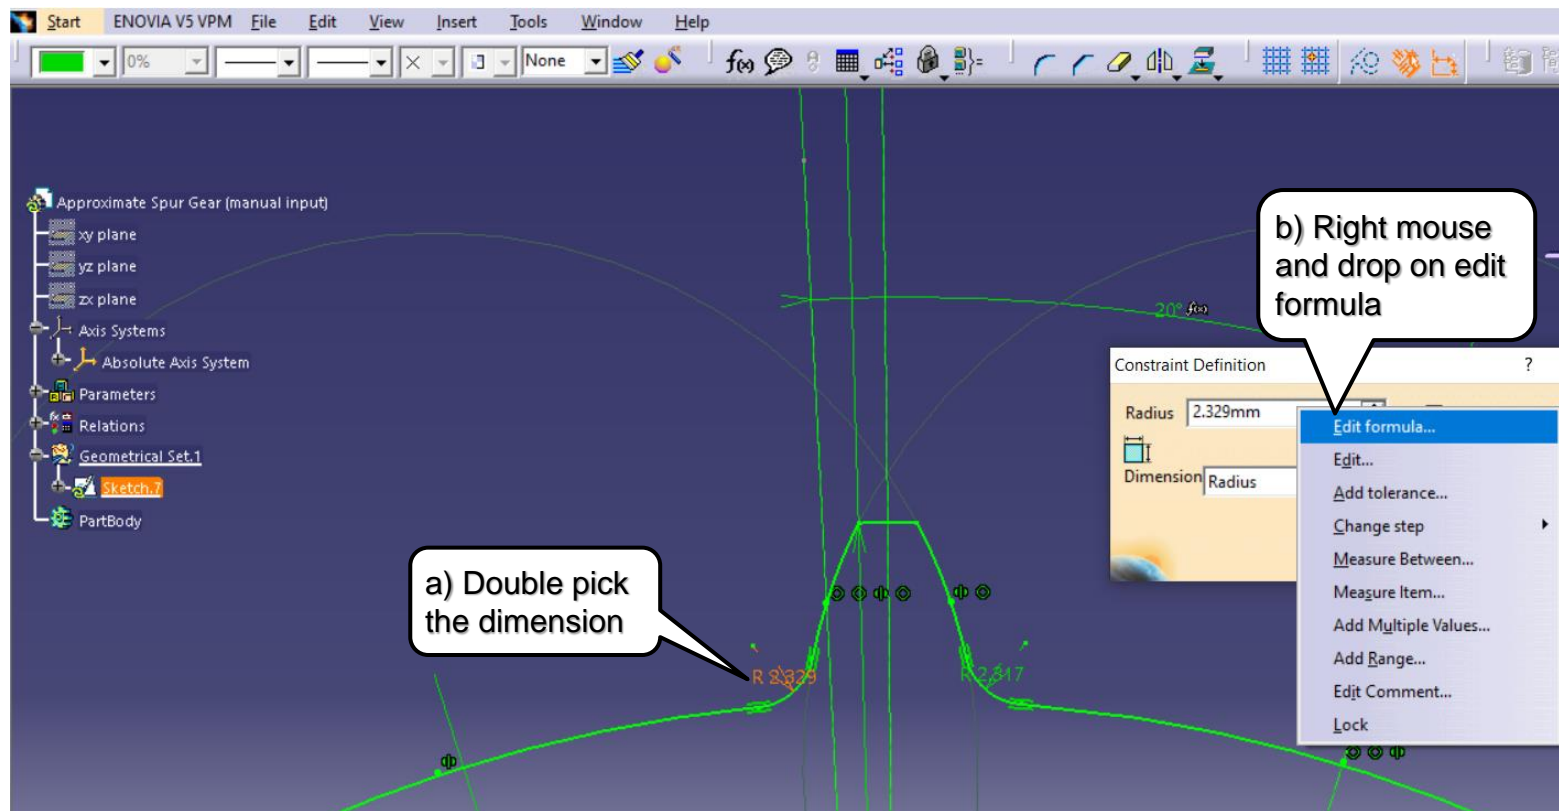 Start ENOVIA V5 VPM File Edit View Insert Tools Window Help
0% None f(x)
Approximate Spur Gear (manual input)
xy plane
yz plane
zx plane
Axis Systems
Absolute Axis System
Parameters
Relations
Geometrical Set.1
Sketch.7
PartBody
20° f(x)
b) Right mouse
and drop on edit
formula
Constraint Definition ?
Radius 2.329mm
Dimension Radius
Edit formula...
Edit...
Add tolerance...
Change step
Measure Between...
Measure Item...
Add Multiple Values...
Add Range...
Edit Comment...
Lock
a) Double pick
the dimension
R 2.329
R 2.317